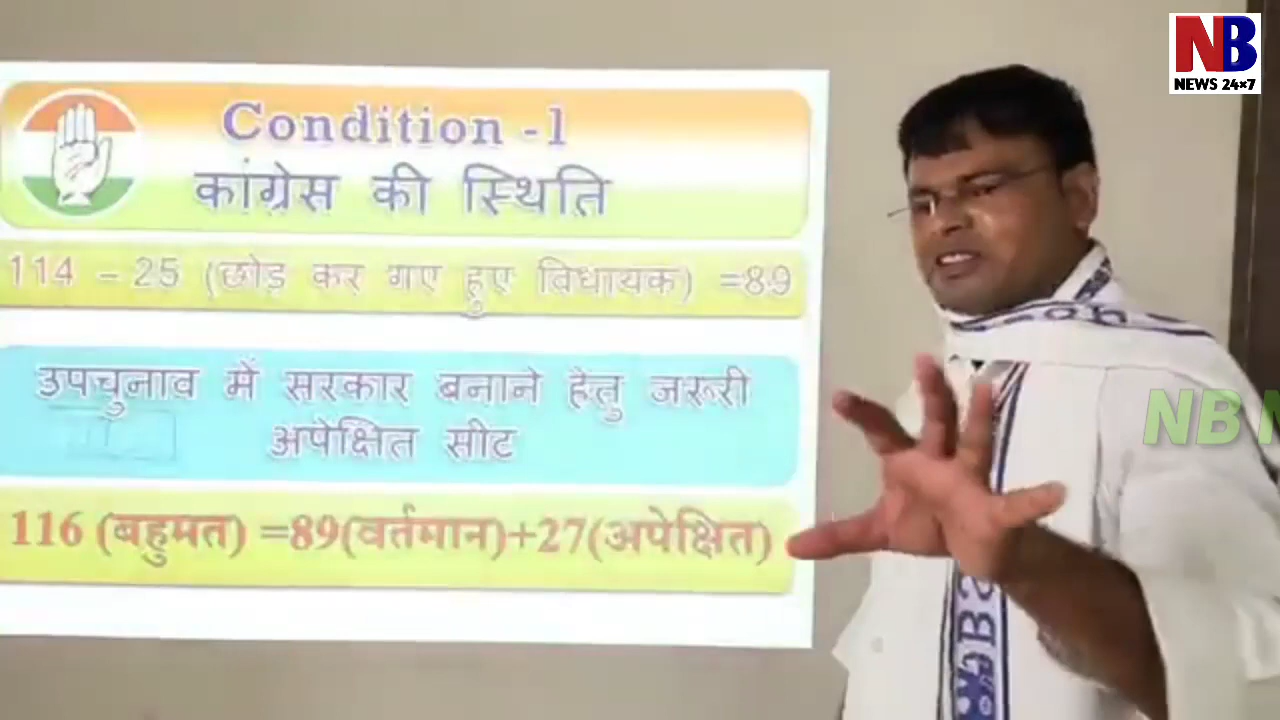 NB
NEWS 24×7
Condition -1
कांग्रेस की स्थिति
114 - 25 (छोड़ कर गए हुए विधायक) =89
उपचुनाव में सरकार बनाने हेतु जरूरी
अपेक्षित सीट
116 (बहुमत) =89(वर्तमान)+27(अपेक्षित)
NB